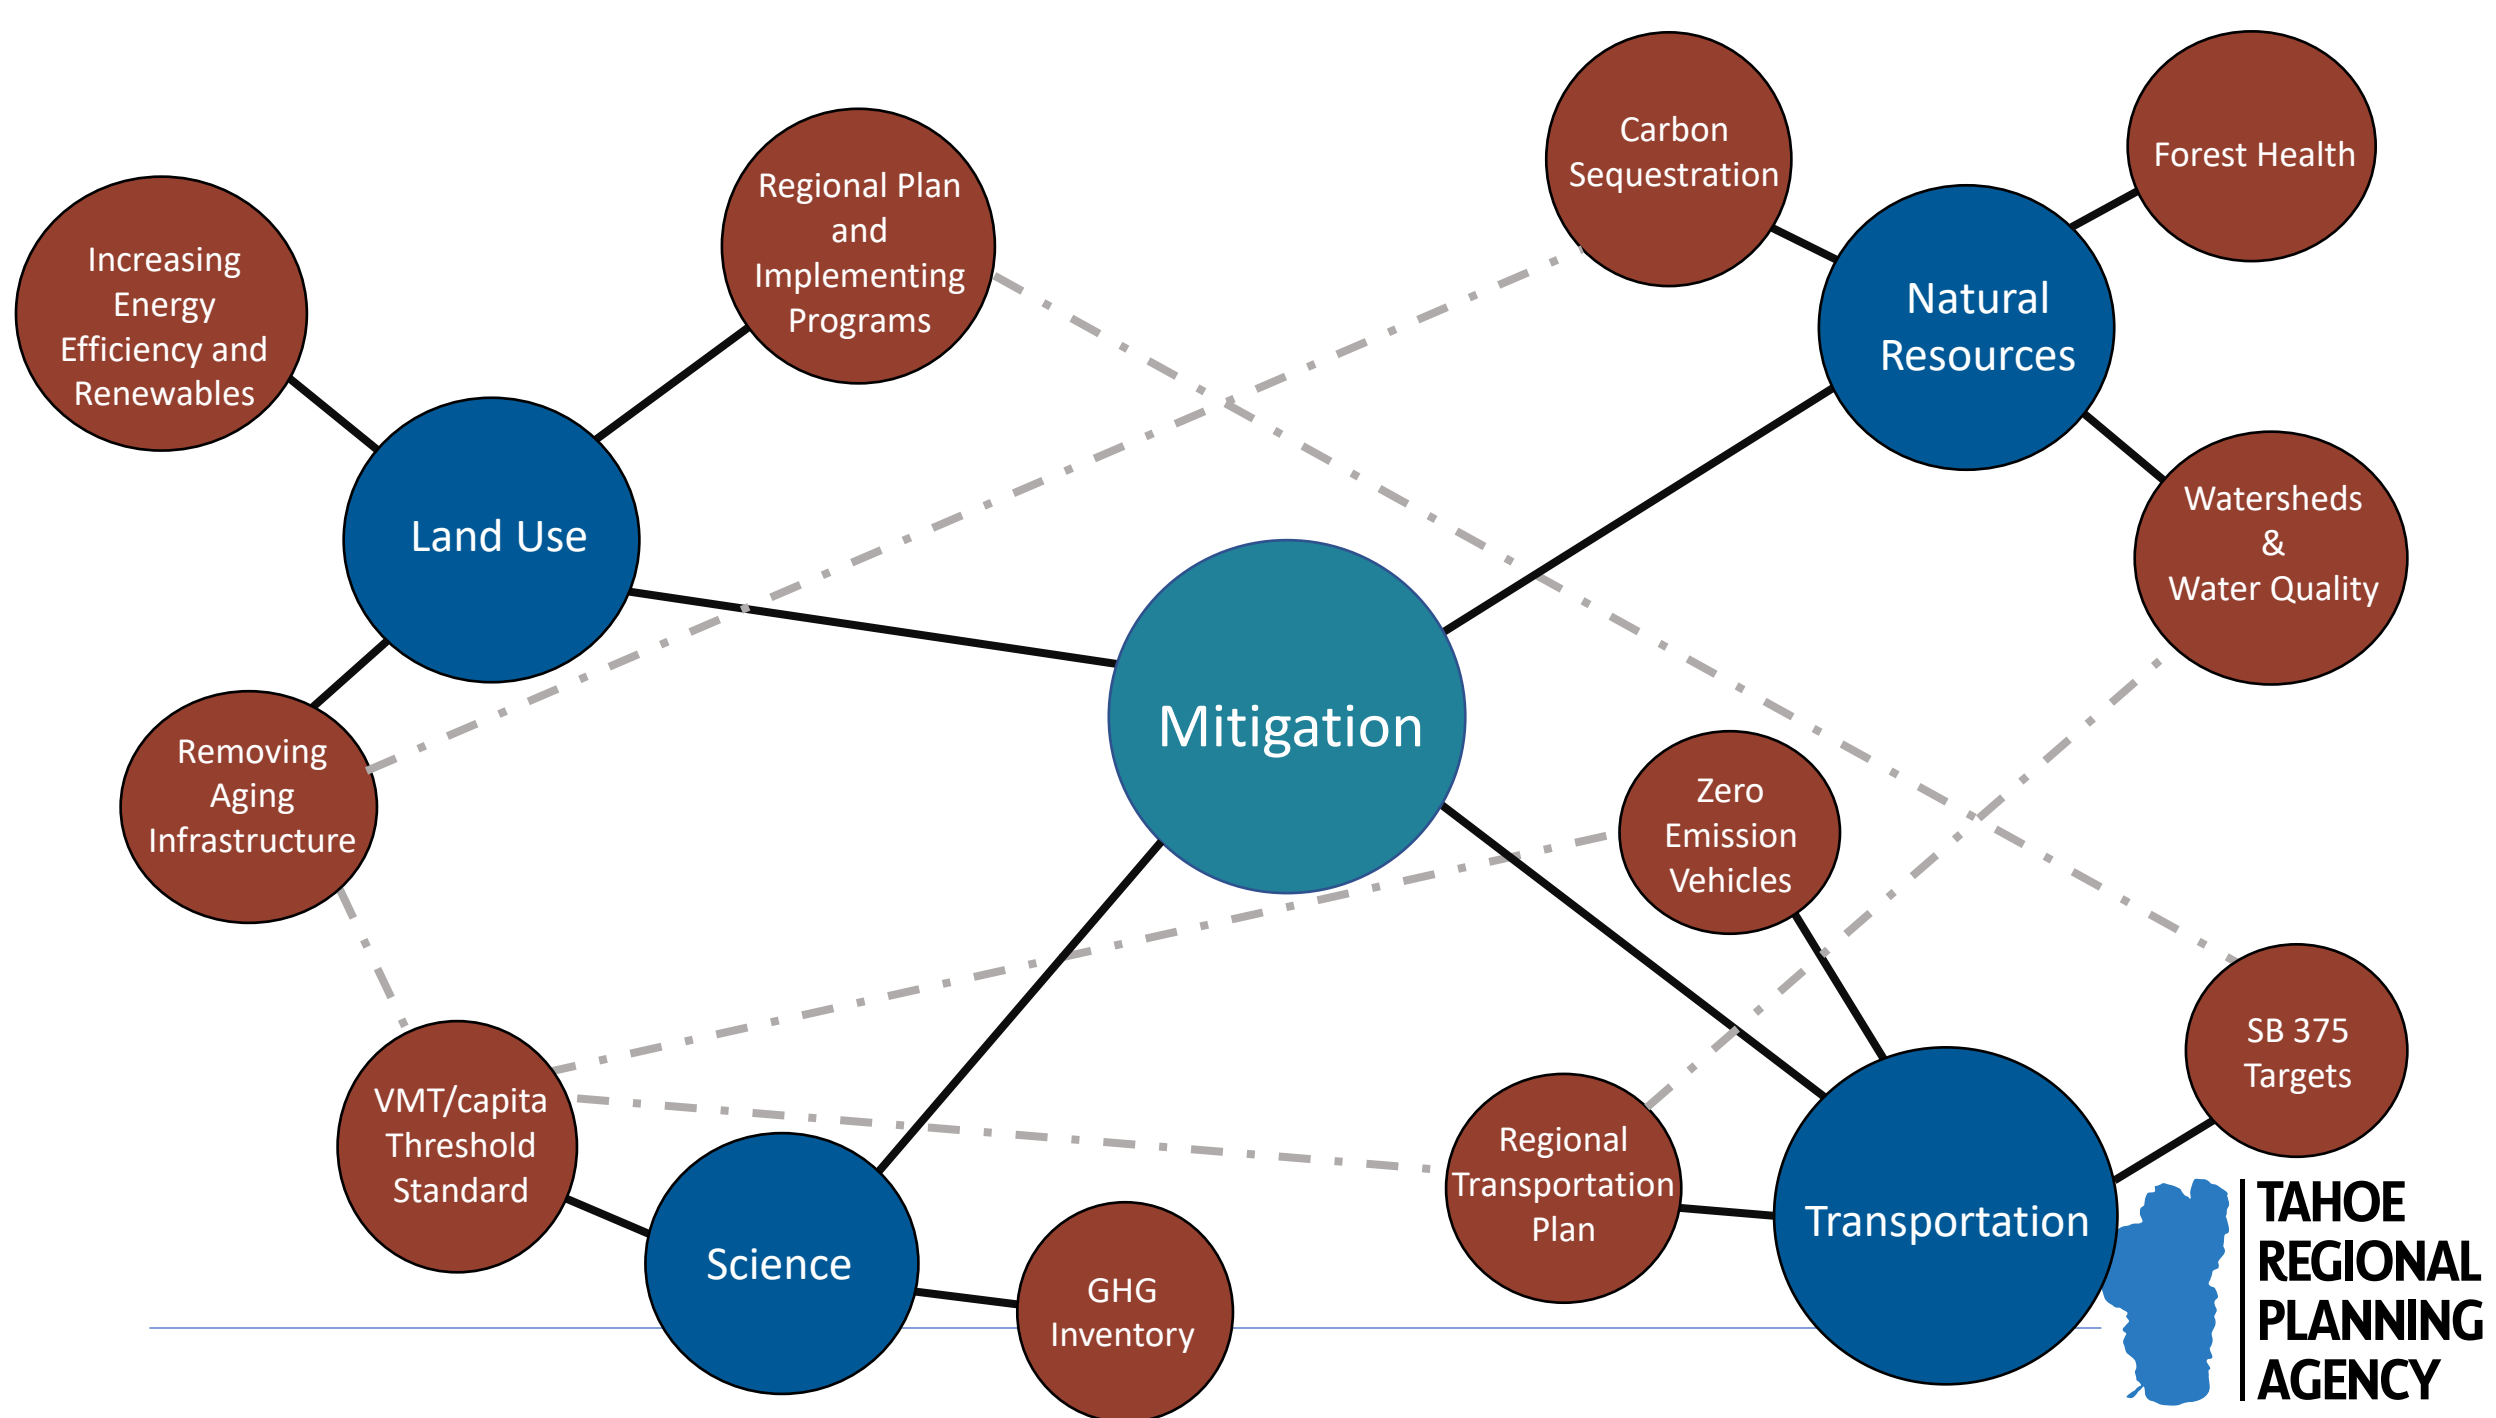 Carbon
Sequestration
Forest Health
Regional Plan
and
Implementing
Programs
Increasing
Energy
Efficiency and
Renewables
Natural
Resources
Land Use
Watersheds
&
Water Quality
Mitigation
Removing
Aging
Infrastructure
Zero
Emission
Vehicles
SB 375
Targets
VMT/capita
Threshold
Standard
Regional
Transportation
Plan
Transportation
Science
GHG
Inventory
TAHOE
REGIONAL
PLANNING
AGENCY